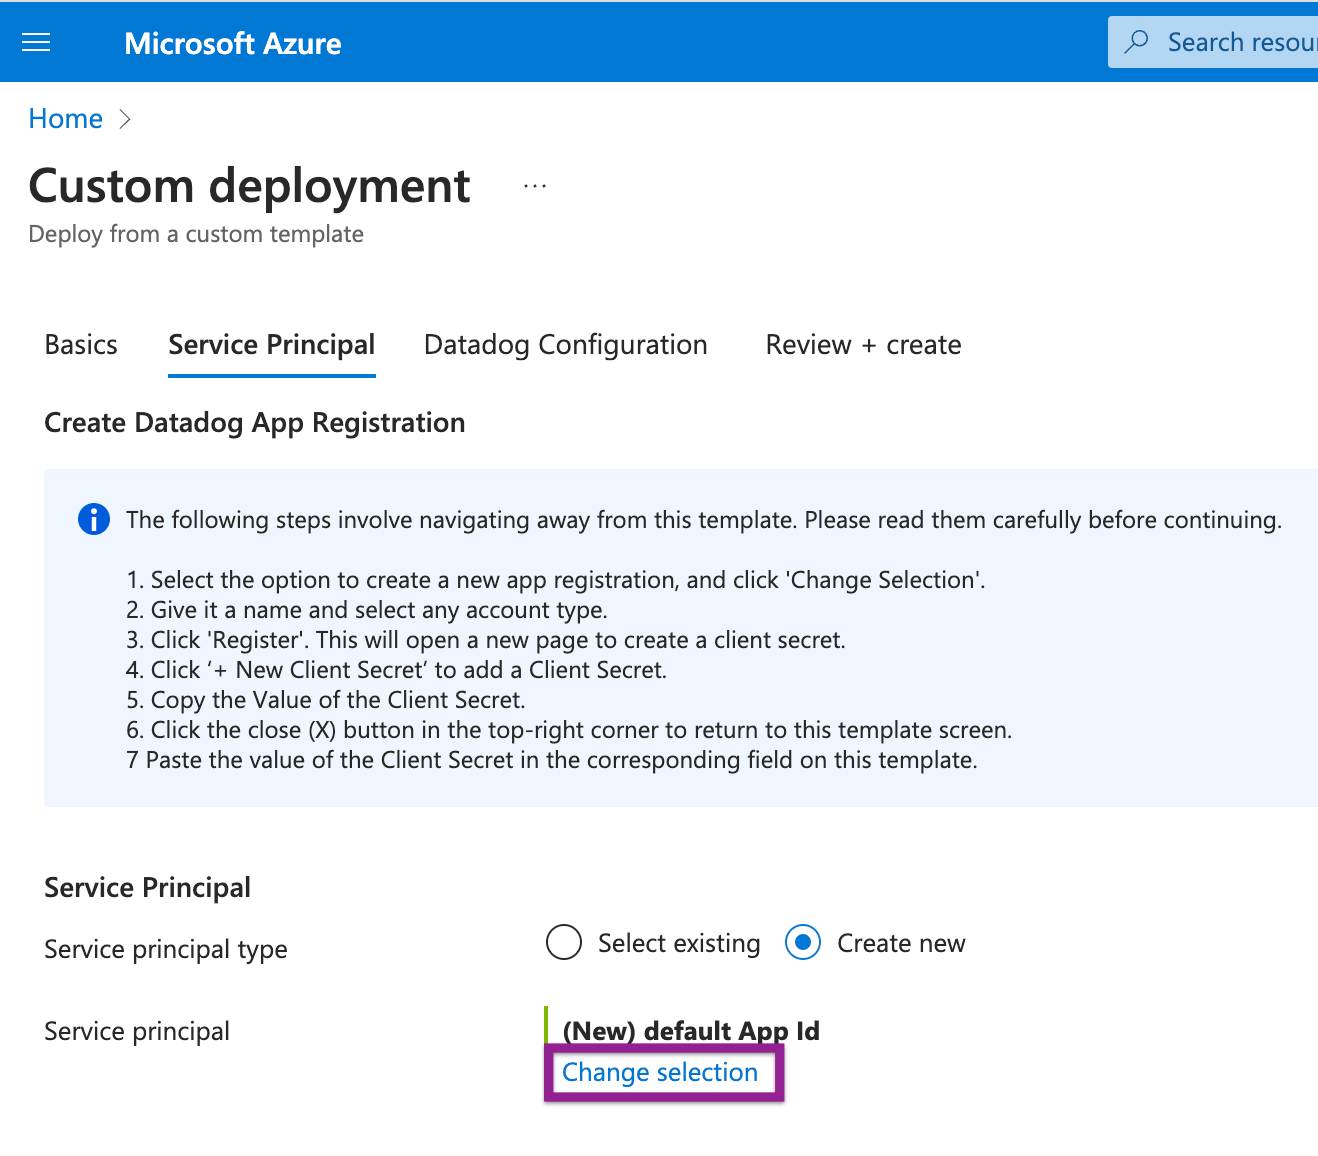 Microsoft Azure
Search resou
Home
Custom deployment ...
Deploy from a custom template
Basics Service Principal Datadog Configuration Review + create
Create Datadog App Registration
The following steps involve navigating away from this template. Please read them carefully before continuing.
1. Select the option to create a new app registration, and click 'Change Selection'.
2. Give it a name and select any account type.
3. Click 'Register'. This will open a new page to create a client secret.
4. Click ‘+ New Client Secret’ to add a Client Secret.
5. Copy the Value of the Client Secret.
6. Click the close (X) button in the top-right corner to return to this template screen.
7 Paste the value of the Client Secret in the corresponding field on this template.
Service Principal
Service principal type Select existing Create new
Service principal (New) default App Id
Change selection